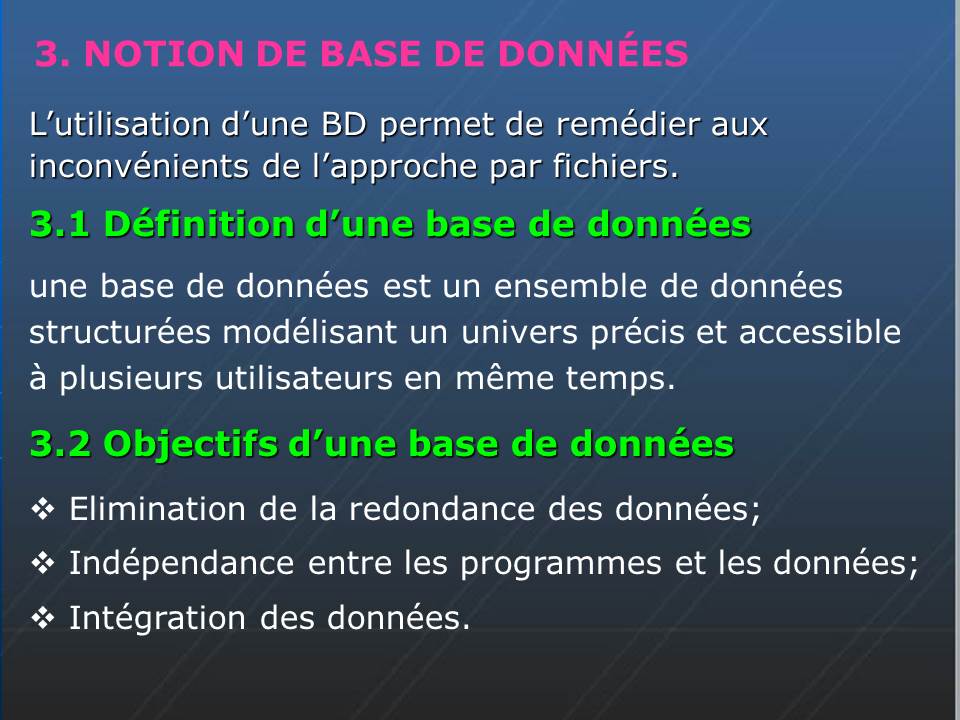 3. NOTION DE BASE DE DONNÉES
L’utilisation d’une BD permet de remédier aux
inconvénients de l’approche par fichiers.
3.1 Définition d’une base de données
une base de données est un ensemble de données
structurées modélisant un univers précis et accessible
à plusieurs utilisateurs en même temps.
3.2 Objectifs d’une base de données
❖ Elimination de la redondance des données;
❖ Indépendance entre les programmes et les données;
❖ Intégration des données.